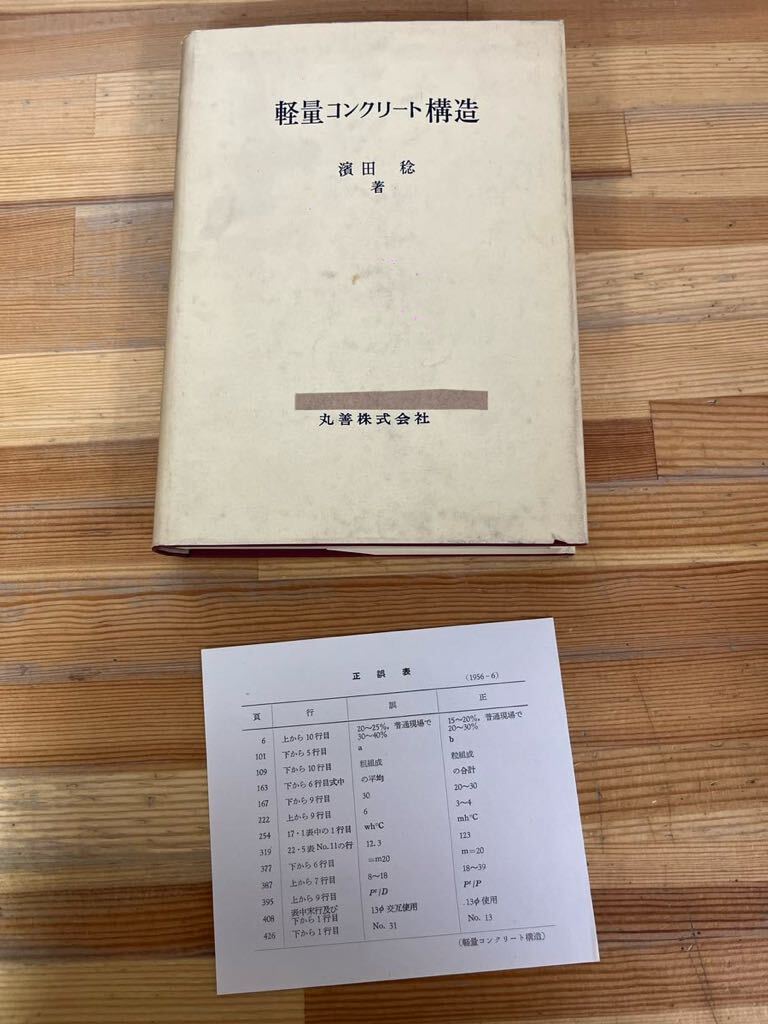 軽量コンクリート構造
濱田 稔
著
丸善株式会社
正誤表 (1956-6)
頁 行 誤 正
6 上から10行目 20〜25%，普通現場で 30〜40% 15〜20%，普通現場で 20〜30%
101 下から5行目 a b
109 下から10行目 粗組成 粒組成
163 下から6行目式中 の平均 の合計
167 下から9行目 30 20〜30
222 上から9行目 6 3〜4
254 17・1表中の1行目 wh℃ mh℃
319 22・5表No.11の行 12.3 123
377 下から6行目 =m20 m=20
387 上から7行目 8〜18 18〜39
395 上から9行目 P'/D P'/P
408 表中末行及び 下から1行目 13φ交互使用 13φ使用
426 下から1行目 No. 31 No. 13
(軽量コンクリート構造)